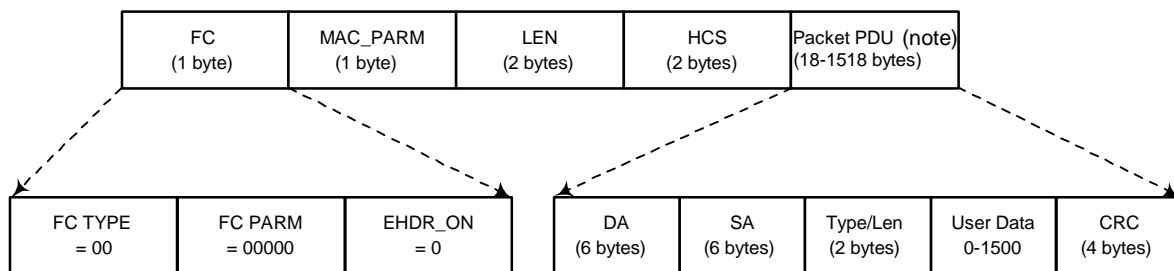 FC
(1 byte)
MAC_PARM
(1 byte)
LEN
(2 bytes)
HCS
(2 bytes)
Packet PDU (note)
(18-1518 bytes)
FC TYPE
= 00
FC PARM
= 00000
EHDR_ON
= 0
DA
(6 bytes)
SA
(6 bytes)
Type/Len
(2 bytes)
User Data
0-1500
CRC
(4 bytes)